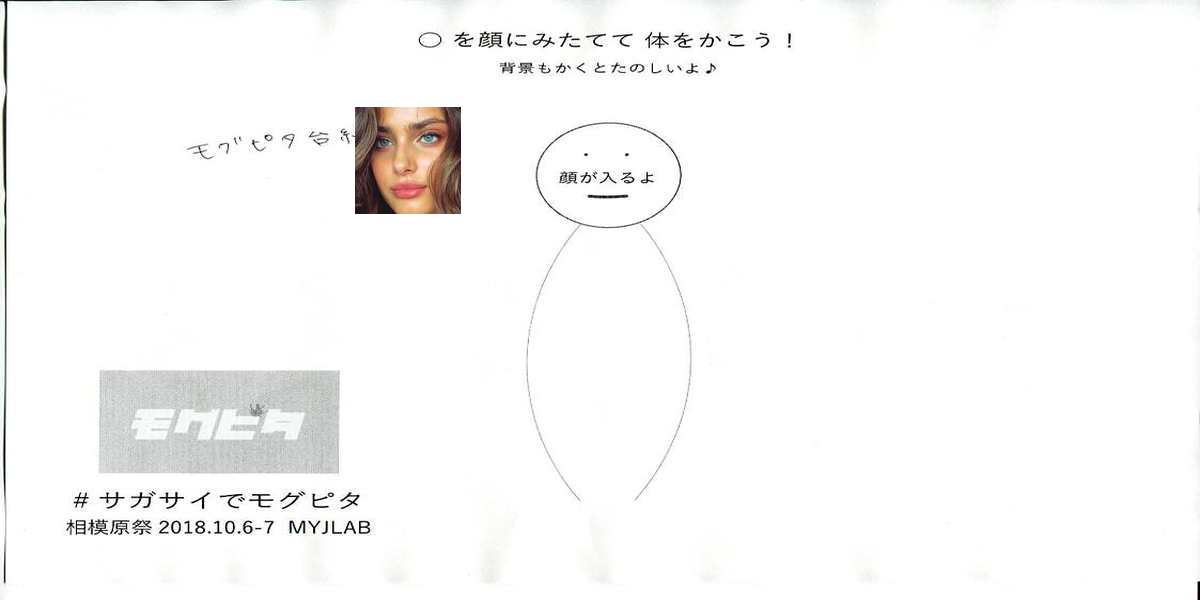 ○ を顔にみたてて 体をかこう！
背景もかくとたのしいよ♪
モグピタ台
顔が入るよ
モグピタ
# サガサイでモグピタ
相模原祭 2018.10.6-7 MYJLAB